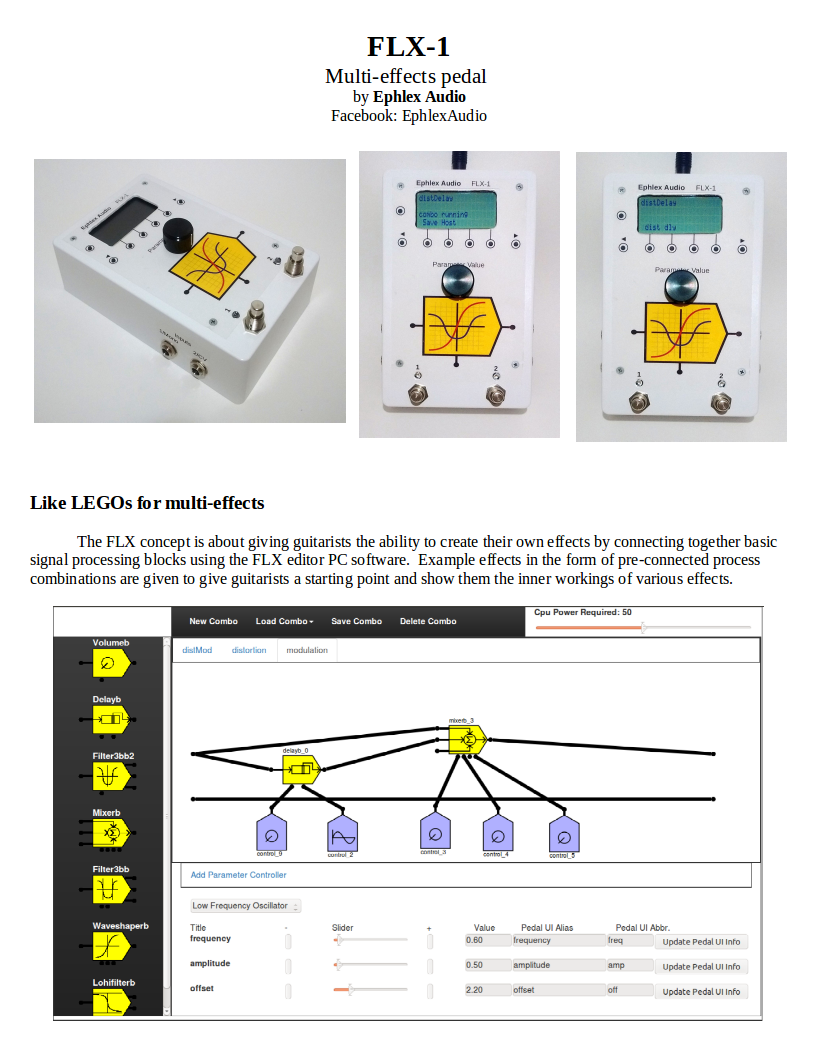 FLX-1
Multi-effects pedal
by Ephlex Audio
Facebook: EphlexAudio
Ephlex Audio FLX-1
Inputs
1/Mono
2/CV
2
1
Ephlex Audio FLX-1
distDelay
combo running
Save Host
Parameter Value
1 2
Ephlex Audio FLX-1
distDelay
dist dly
Parameter Value
1 2
Like LEGOs for multi-effects
The FLX concept is about giving guitarists the ability to create their own effects by connecting together basic
signal processing blocks using the FLX editor PC software. Example effects in the form of pre-connected process
combinations are given to give guitarists a starting point and show them the inner workings of various effects.
New Combo Load Combo Save Combo Delete Combo
Cpu Power Required: 50
Volumeb
Delayb
Filter3bb2
Mixerb
Filter3bb
Waveshaperb
Lohifilterb
distMod distortion modulation
mixerb_3
delayb_0
control_0 control_2 control_3 control_4 control_5
Add Parameter Controller
Low Frequency Oscillator
Title - Slider + Value Pedal UI Alias Pedal UI Abbr.
frequency 0.60 frequency freq Update Pedal UI Info
amplitude 0.50 amplitude amp Update Pedal UI Info
offset 2.20 offset off Update Pedal UI Info